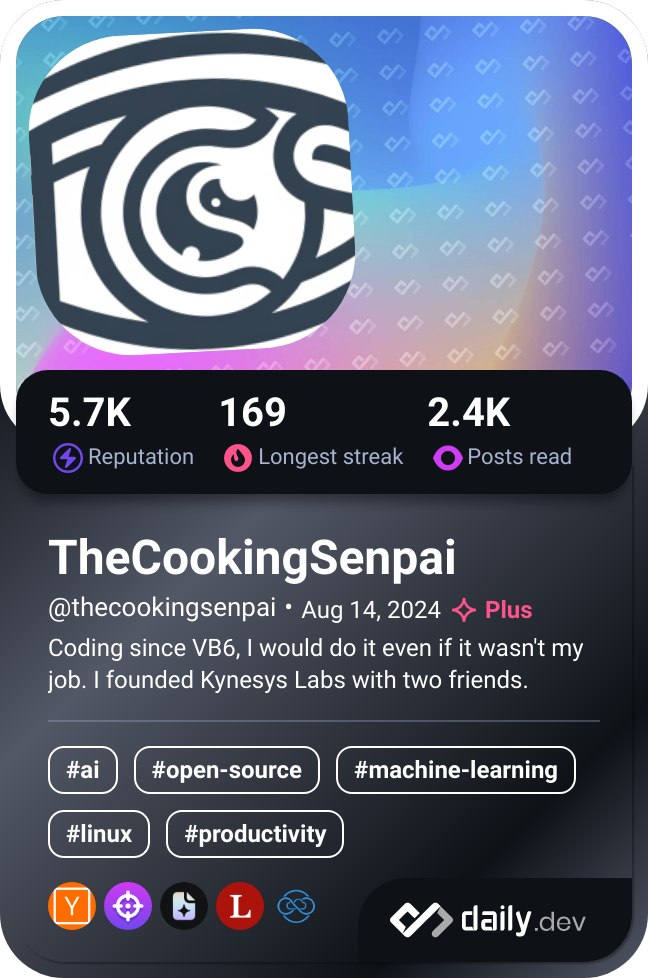 5.7K 169 2.4K
Reputation Longest streak Posts read
TheCookingSenpai
@thecookingsenpai • Aug 14, 2024 Plus
Coding since VB6, I would do it even if it wasn't my
job. I founded Kynesys Labs with two friends.
#ai #open-source #machine-learning
#linux #productivity
Y L daily.dev